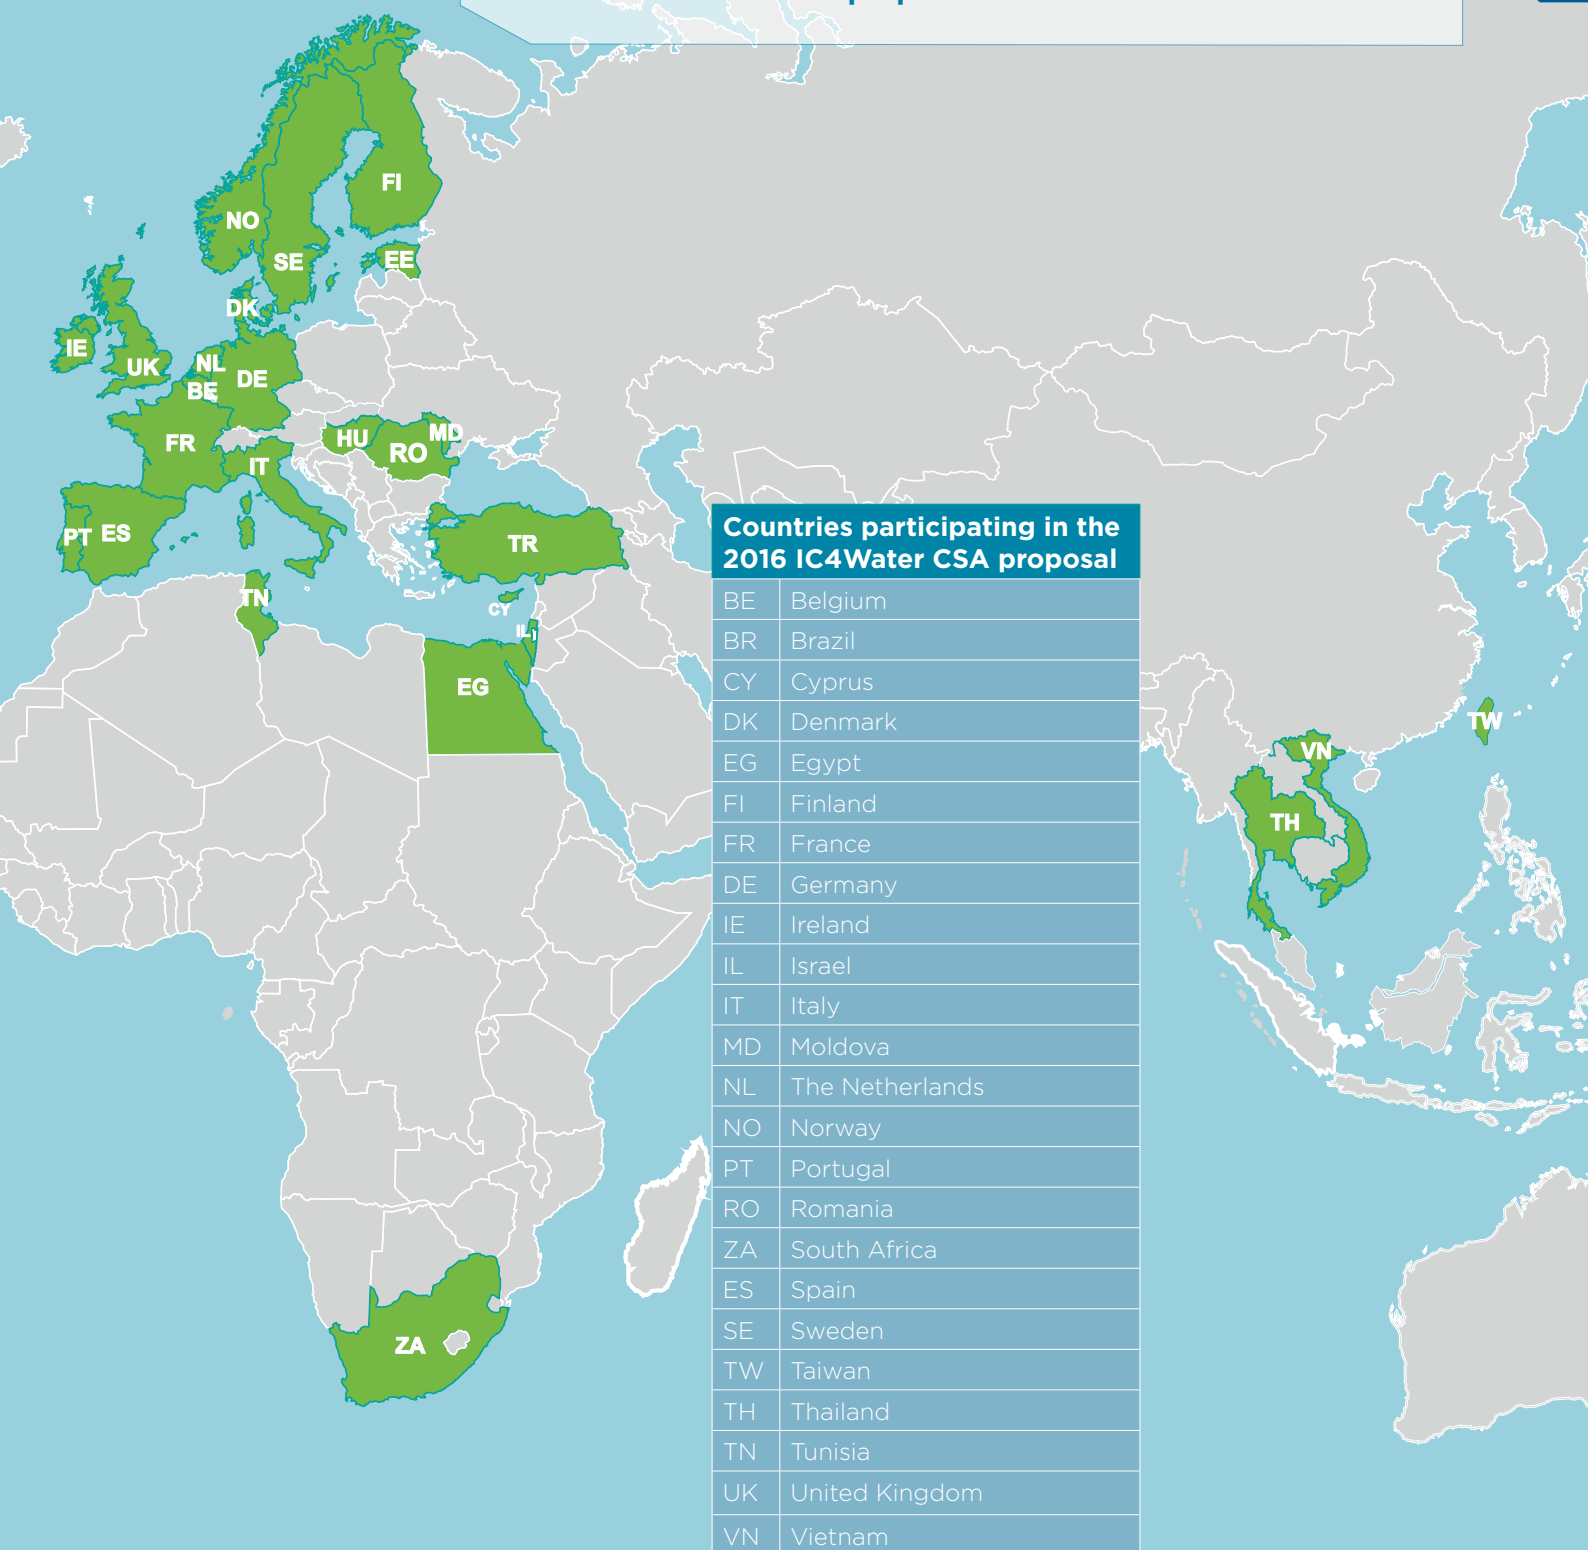 FI
NO
SE
EE
DK
IE
UK
NL
BE
DE
FR
HU
RO
MD
IT
PT
ES
TR
TN
CY
IL
EG
TW
VN
TH
ZA
Countries participating in the
2016 IC4Water CSA proposal
BE Belgium
BR Brazil
CY Cyprus
DK Denmark
EG Egypt
FI Finland
FR France
DE Germany
IE Ireland
IL Israel
IT Italy
MD Moldova
NL The Netherlands
NO Norway
PT Portugal
RO Romania
ZA South Africa
ES Spain
SE Sweden
TW Taiwan
TH Thailand
TN Tunisia
UK United Kingdom
VN Vietnam